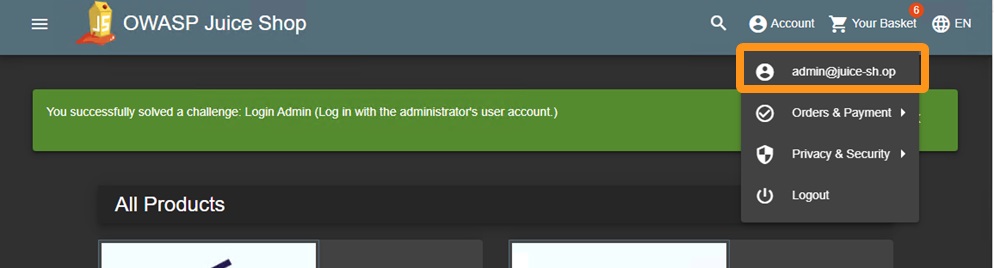 OWASP Juice Shop
Account
Your Basket
6
EN
admin@juice-sh.op
You successfully solved a challenge: Login Admin (Log in with the administrator's user account.)
Orders & Payment
Privacy & Security
Logout
All Products